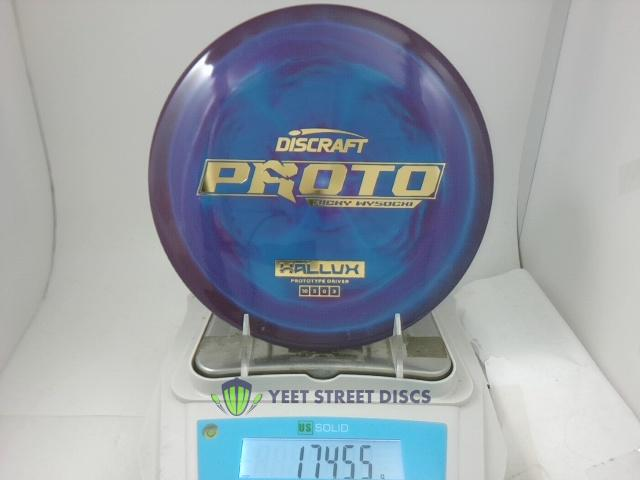 DISCRAFT
PROTO
RICKY WYSOCKI
HALLUX
PROTOTYPE DRIVER
YEET STREET DISCS
US SOLID
174.55 g